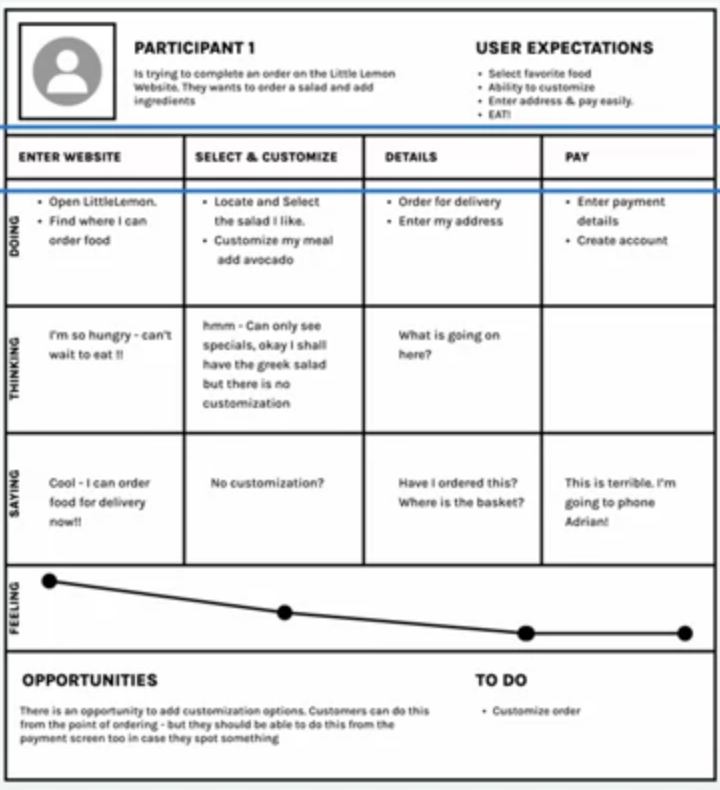 PARTICIPANT 1
Is trying to complete an order on the Little Lemon
Website. They wants to order a salad and add
ingredients
USER EXPECTATIONS
• Select favorite food
• Ability to customize
• Enter address & pay easily.
• EAT!
ENTER WEBSITE
SELECT & CUSTOMIZE
DETAILS
PAY
DOING
• Open LittleLemon.
• Find where I can
order food
• Locate and Select
the salad I like.
• Customize my meal
add avocado
• Order for delivery
• Enter my address
• Enter payment
details
• Create account
THINKING
I'm so hungry - can't
wait to eat !!
hmm - Can only see
specials, okay I shall
have the greek salad
but there is no
customization
What is going on
here?
SAYING
Cool - I can order
food for delivery
now!!
No customization?
Have I ordered this?
Where is the basket?
This is terrible. I'm
going to phone
Adrian!
FEELING
OPPORTUNITIES
There is an opportunity to add customization options. Customers can do this
from the point of ordering - but they should be able to do this from the
payment screen too in case they spot something
TO DO
• Customize order